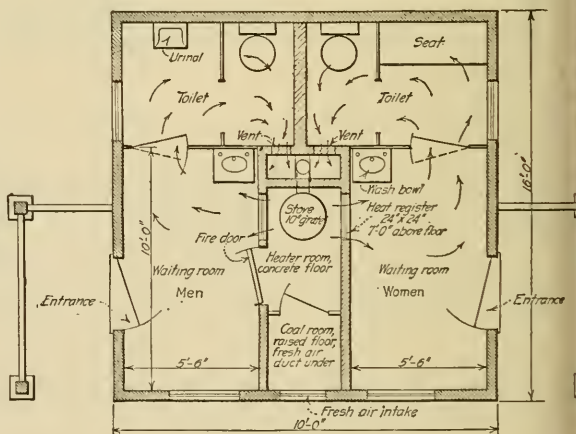 Urinal
Seat
Toilet
Toilet
Vent
Vent
Wash bowl
Stove
10" grate
Heat register
24" x 24"
7'-0" above floor
10'-0"
16'-0"
Fire door
Heater room,
concrete floor
Waiting room
Men
Waiting room
Women
Entrance
Entrance
Coal room,
raised floor,
fresh air
duct under
5'-6"
5'-6"
Fresh air intake
10'-0"